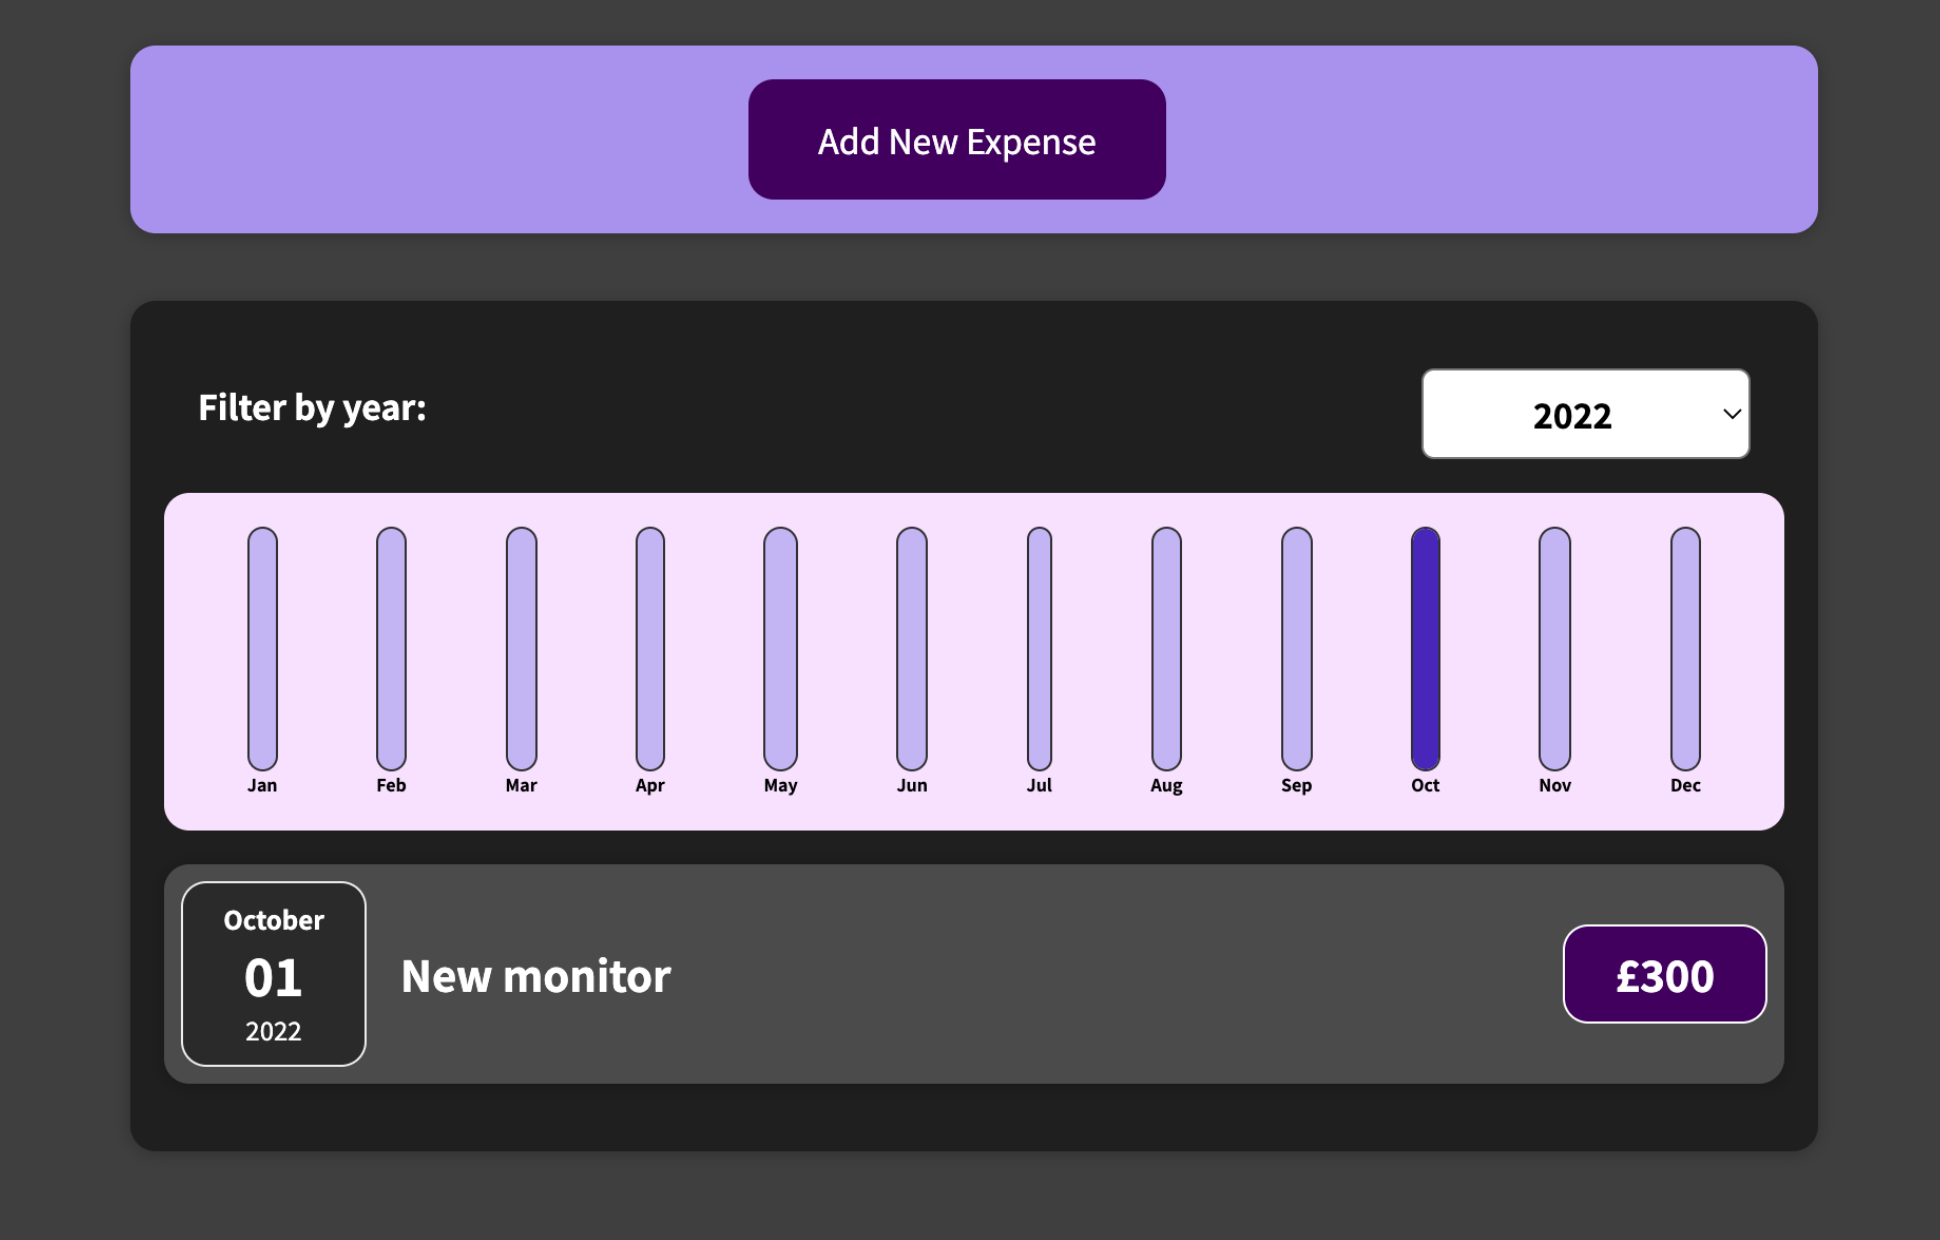 Add New Expense
Filter by year:
2022
Jan Feb Mar Apr May Jun Jul Aug Sep Oct Nov Dec
October
01
2022
New monitor
£300